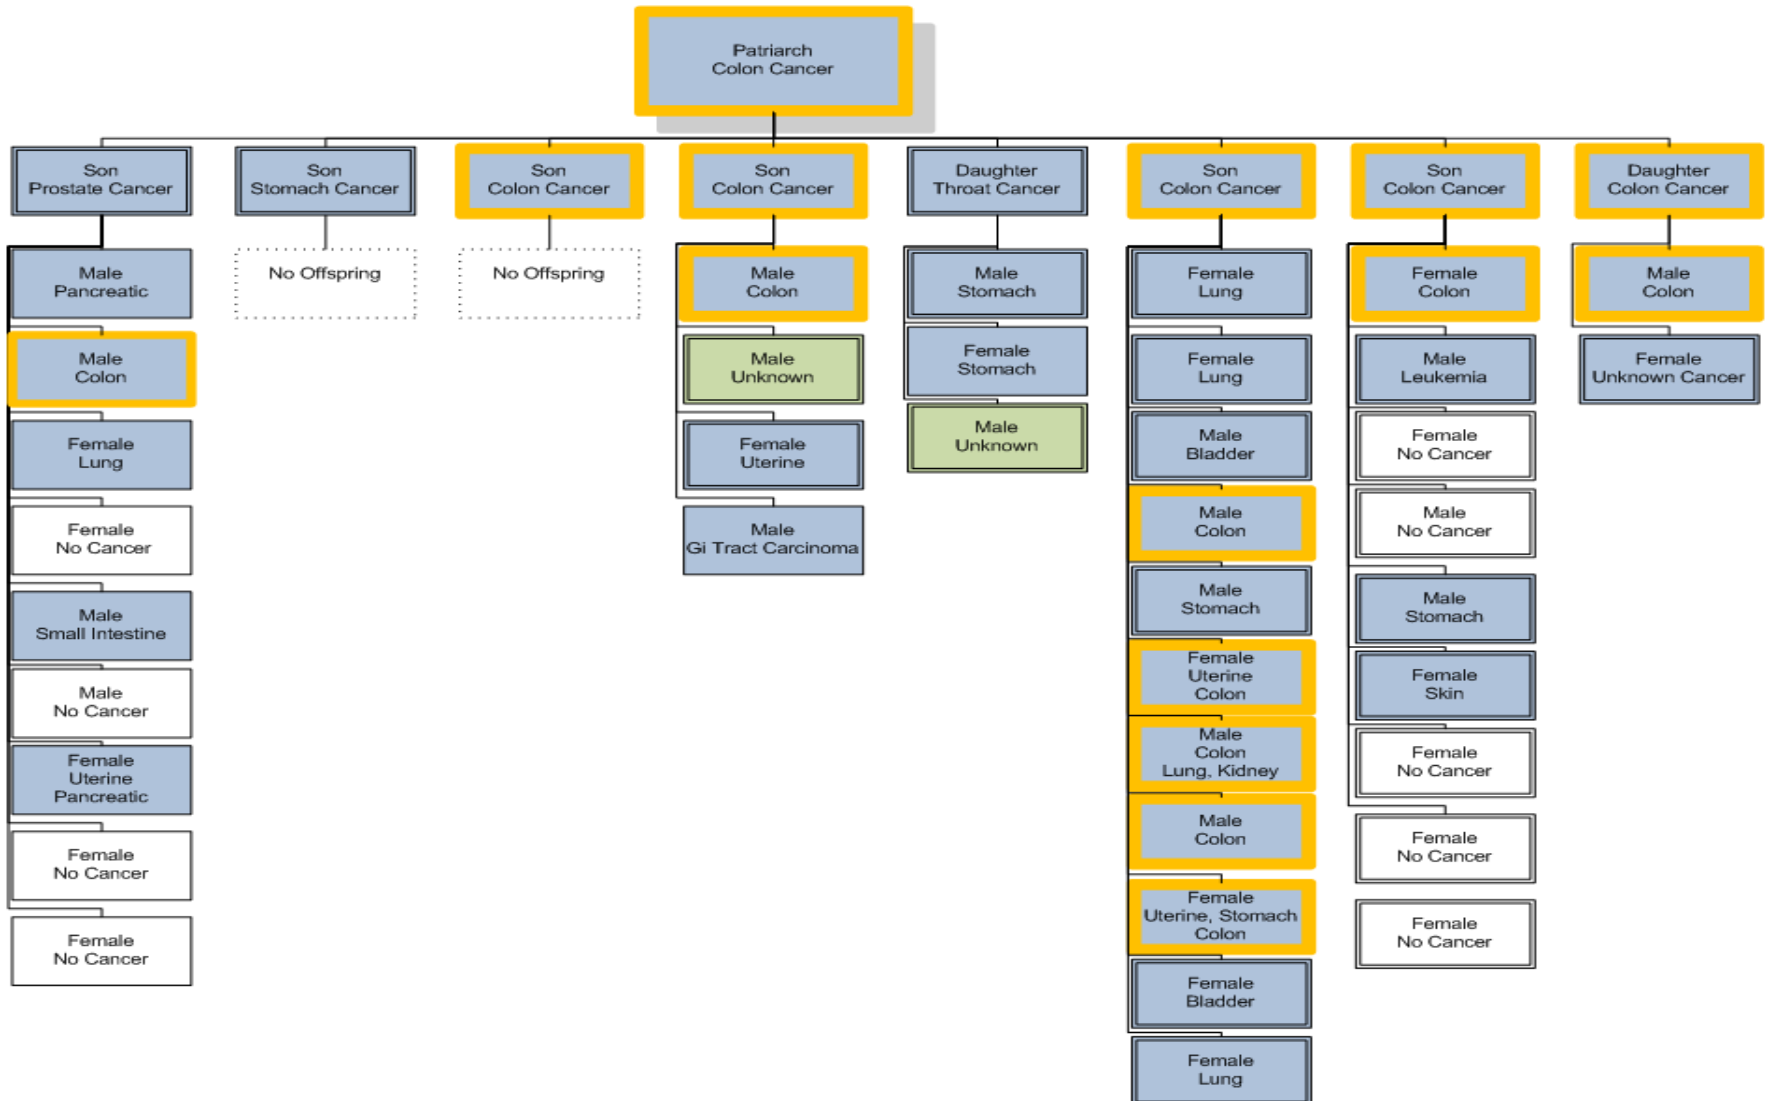 Patriarch
Colon Cancer
Son
Prostate Cancer
Son
Stomach Cancer
Son
Colon Cancer
Son
Colon Cancer
Daughter
Throat Cancer
Son
Colon Cancer
Son
Colon Cancer
Daughter
Colon Cancer
Male
Pancreatic
Male
Colon
Female
Lung
Female
No Cancer
Male
Small Intestine
Male
No Cancer
Female
Uterine
Pancreatic
Female
No Cancer
Female
No Cancer
No Offspring
No Offspring
Male
Colon
Male
Unknown
Female
Uterine
Male
Gi Tract Carcinoma
Male
Stomach
Female
Stomach
Male
Unknown
Female
Lung
Female
Lung
Male
Bladder
Male
Colon
Male
Stomach
Female
Uterine
Colon
Male
Colon
Lung, Kidney
Male
Colon
Female
Uterine, Stomach
Colon
Female
Bladder
Female
Lung
Female
Colon
Male
Leukemia
Female
No Cancer
Male
No Cancer
Male
Stomach
Female
Skin
Female
No Cancer
Female
No Cancer
Female
No Cancer
Male
Colon
Female
Unknown Cancer